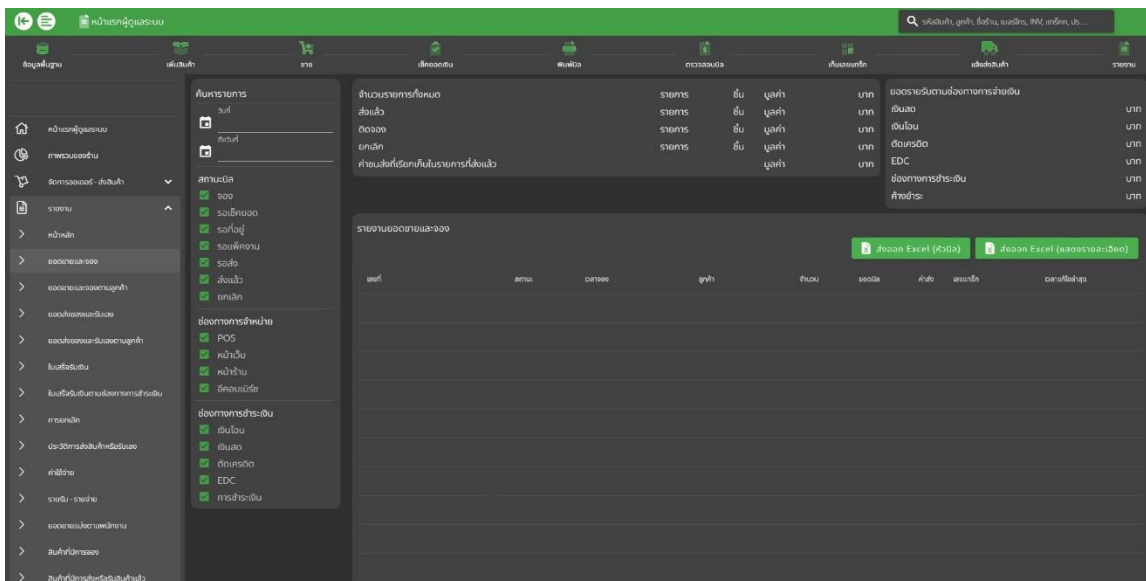 หน้าแรกผู้ดูแลระบบ
รหัสสินค้า, ลูกค้า, ชื่อร้าน, เบอร์โทร, INV, แทร็กก, ปร....
ข้อมูลพื้นฐาน
เพิ่มสินค้า
ขาย
เช็คยอดเงิน
พิมพ์บิล
ตรวจสอบบิล
เก็บเลขแทร็ก
แจ้งส่งสินค้า
รายงาน
หน้าแรกผู้ดูแลระบบ
ภาพรวมของร้าน
จัดการออเดอร์ - ส่งสินค้า
รายงาน
หน้าหลัก
ยอดขายและจอง
ยอดขายและจองตามลูกค้า
ยอดส่งของและรับเอง
ยอดส่งของและรับเองตามลูกค้า
ใบเสร็จรับเงิน
ใบเสร็จรับเงินตามช่องทางการชำระเงิน
การยกเลิก
ประวัติการส่งสินค้าหรือรับเอง
ค่าใช้จ่าย
รายรับ - รายจ่าย
ยอดขายแบ่งตามพนักงาน
สินค้าที่มีการจอง
สินค้าที่มีการส่งหรือรับสินค้าแล้ว
ค้นหารายการ
วันที่
ถึงวันที่
สถานะบิล
จอง
รอเช็คยอด
รอที่อยู่
รอแพ็คงาน
รอส่ง
ส่งแล้ว
ยกเลิก
ช่องทางการจำหน่าย
POS
หน้าเว็บ
หน้าร้าน
อีคอมเมิร์ซ
ช่องทางการชำระเงิน
เงินโอน
เงินสด
ตัดเครดิต
EDC
การชำระเงิน
จำนวนรายการทั้งหมด รายการ ชิ้น มูลค่า บาท
ส่งแล้ว รายการ ชิ้น มูลค่า บาท
ติดจอง รายการ ชิ้น มูลค่า บาท
ยกเลิก รายการ ชิ้น มูลค่า บาท
ค่าขนส่งที่เรียกเก็บในรายการที่ส่งแล้ว มูลค่า บาท
ยอดรายรับตามช่องทางการจ่ายเงิน
เงินสด บาท
เงินโอน บาท
ตัดเครดิต บาท
EDC บาท
ช่องทางการชำระเงิน บาท
ค้างชำระ บาท
รายงานยอดขายและจอง
ส่งออก Excel (หัวบิล)
ส่งออก Excel (แสดงรายละเอียด)
เลขที่ สถานะ เวลาจอง ลูกค้า จำนวน ยอดบิล ค่าส่ง เลขแทร็ก เวลาแก้ไขล่าสุด